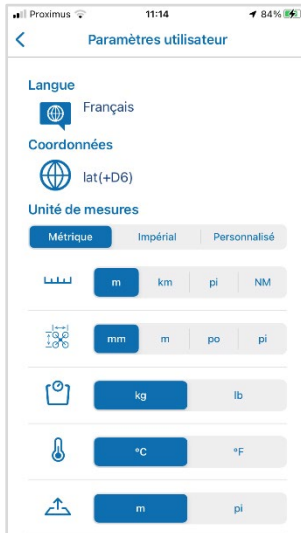 Proximus 11:14 84%
Paramètres utilisateur
Langue
Français
Coordonnées
lat(+D6)
Unité de mesures
Métrique Impérial Personnalisé
m km pi NM
mm m po pi
kg lb
°C °F
m pi